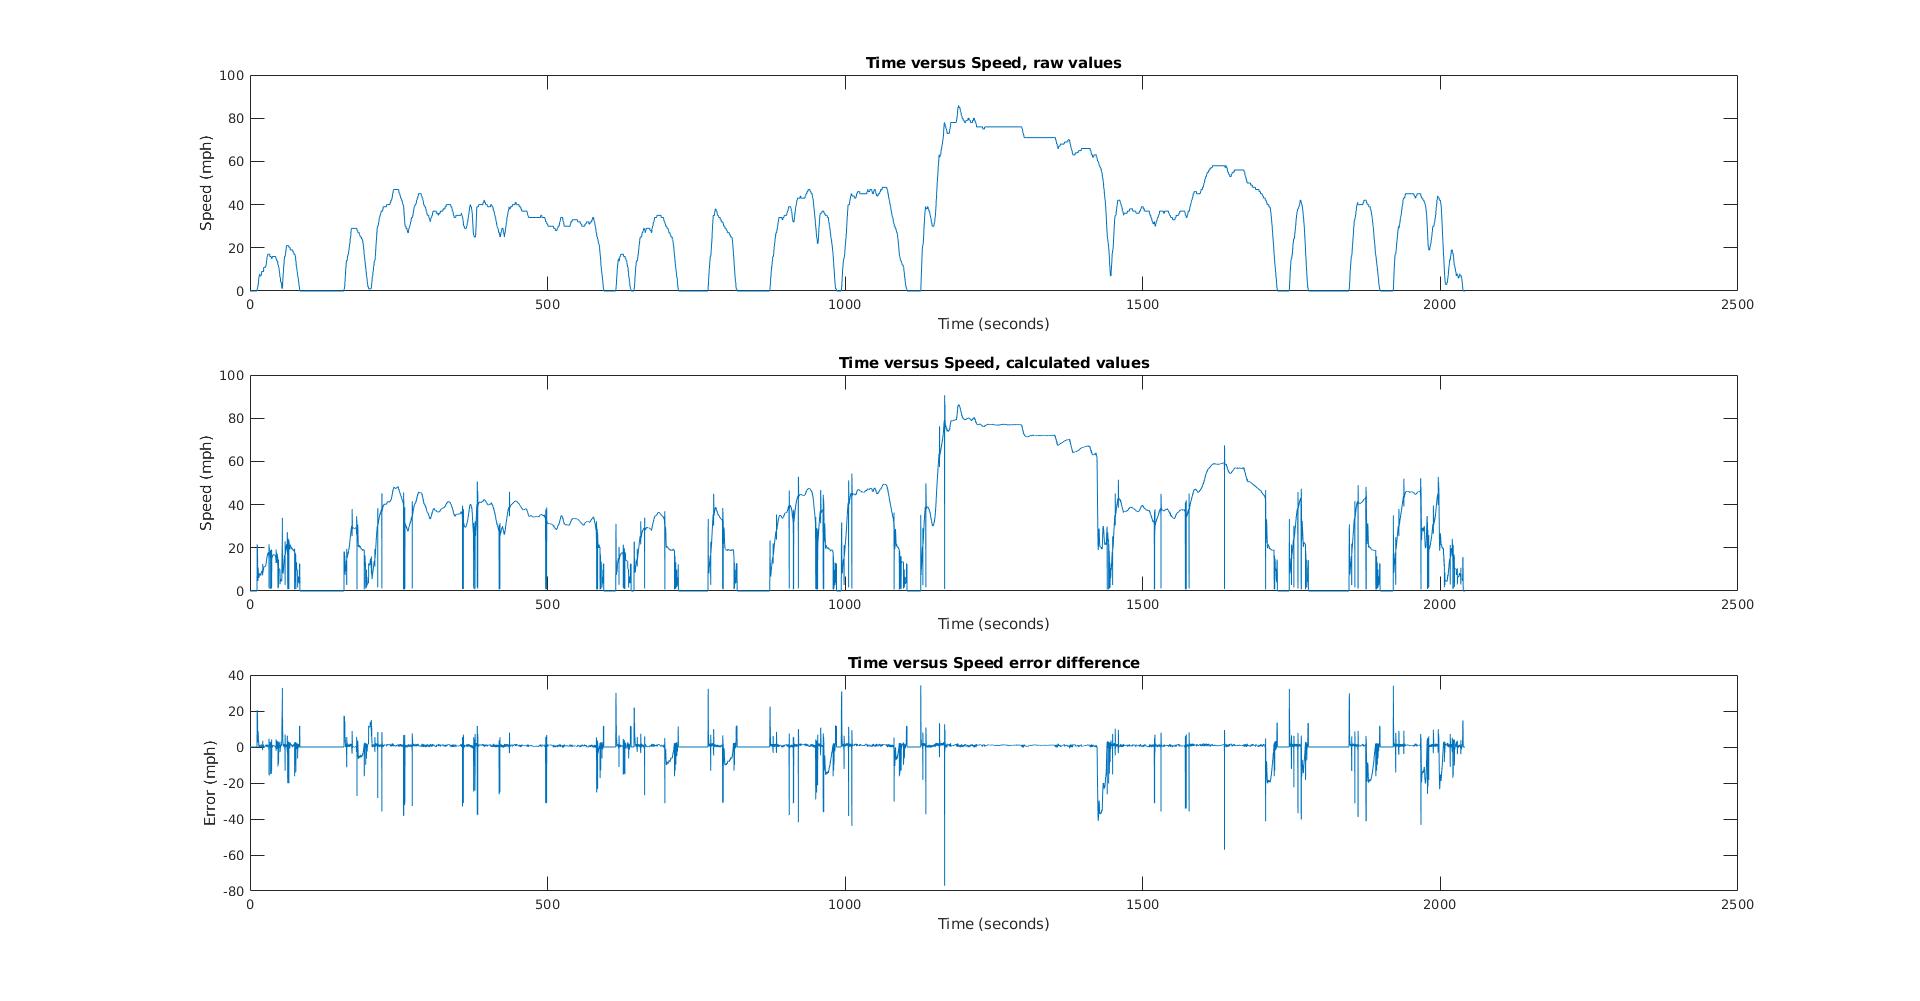 Time versus Speed, raw values
100
80
60
40
20
0
Speed (mph)
0 500 1000 1500 2000 2500
Time (seconds)
Time versus Speed, calculated values
100
80
60
40
20
0
Speed (mph)
0 500 1000 1500 2000 2500
Time (seconds)
Time versus Speed error difference
40
20
0
-20
-40
-60
-80
Error (mph)
0 500 1000 1500 2000 2500
Time (seconds)